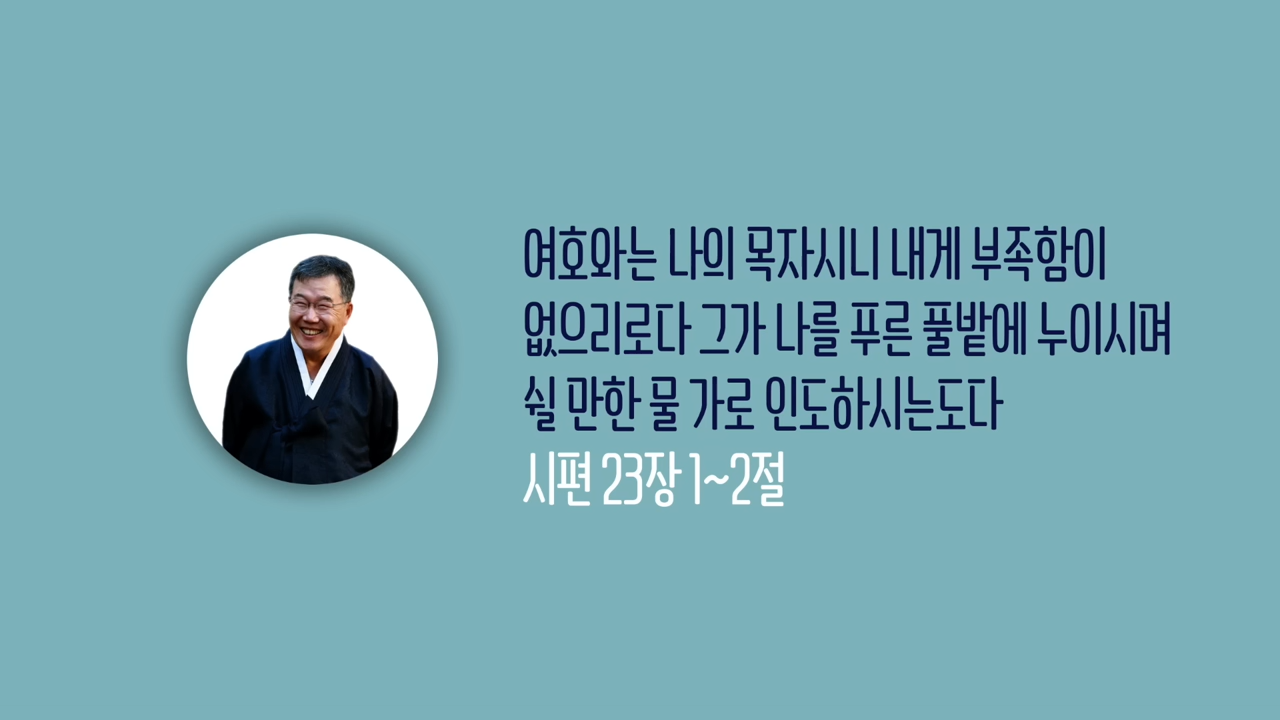 여호와는 나의 목자시니 내게 부족함이
없으리로다 그가 나를 푸른 풀밭에 누이시며
쉴 만한 물 가로 인도하시는도다
시편 23장 1~2절